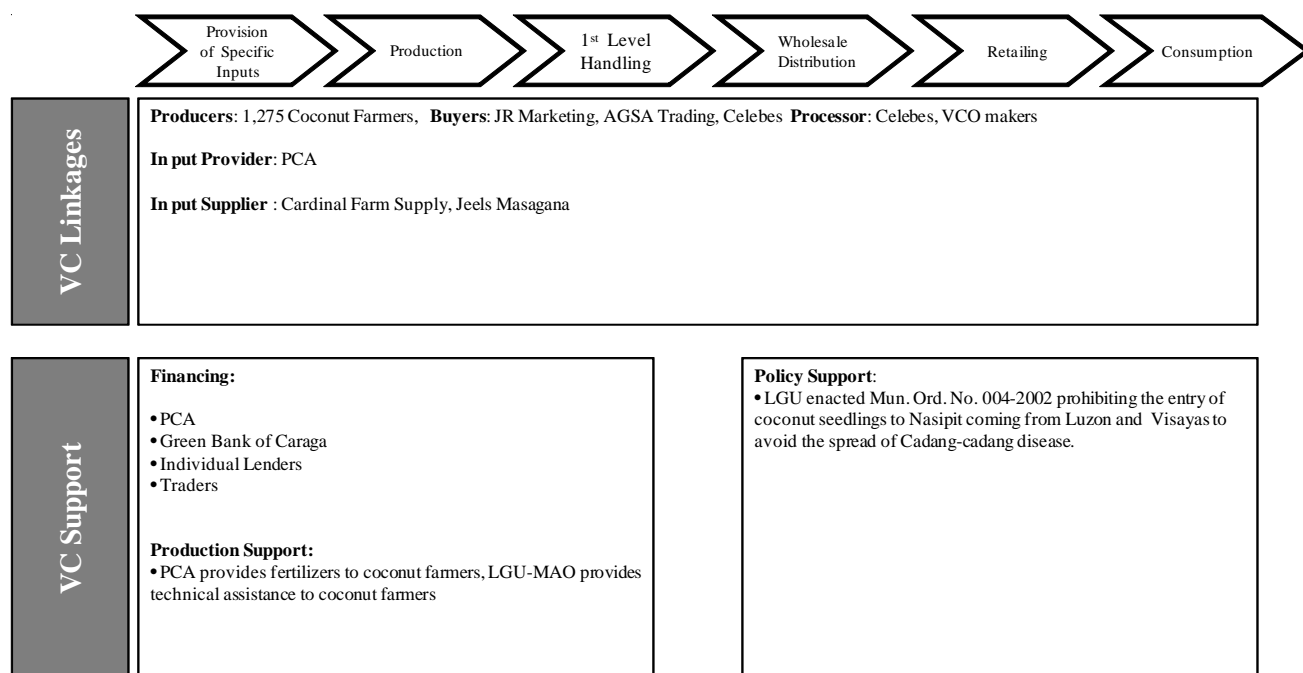 Provision
of Specific
Inputs
Production
1st Level
Handling
Wholesale
Distribution
Retailing
Consumption
VC Linkages
Producers: 1,275 Coconut Farmers, Buyers: JR Marketing, AGSA Trading, Celebes Processor: Celebes, VCO makers
Input Provider: PCA
Input Supplier : Cardinal Farm Supply, Jeels Masagana
VC Support
Financing:
• PCA
• Green Bank of Caraga
• Individual Lenders
• Traders
Production Support:
• PCA provides fertilizers to coconut farmers, LGU-MAO provides
technical assistance to coconut farmers
Policy Support:
• LGU enacted Mun. Ord. No. 004-2002 prohibiting the entry of
coconut seedlings to Nasipit coming from Luzon and Visayas to
avoid the spread of Cadang-cadang disease.